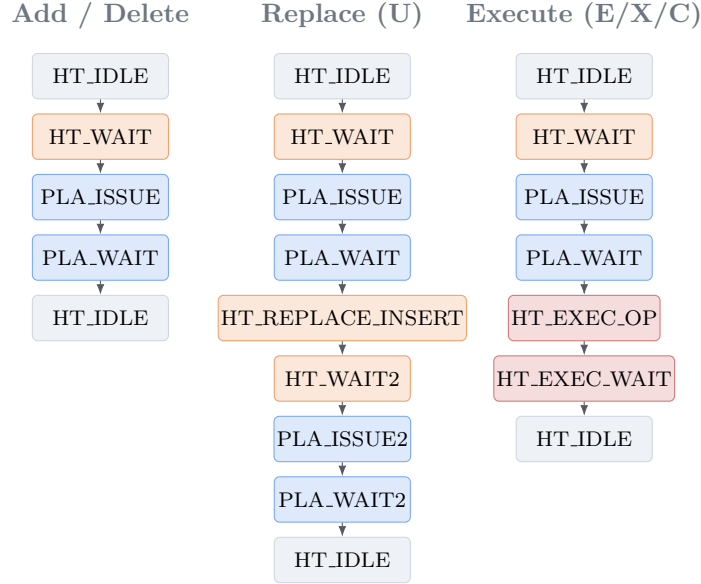 Add / Delete
HT_IDLE
HT_WAIT
PLA_ISSUE
PLA_WAIT
HT_IDLE
Replace (U)
HT_IDLE
HT_WAIT
PLA_ISSUE
PLA_WAIT
HT_REPLACE_INSERT
HT_WAIT2
PLA_ISSUE2
PLA_WAIT2
HT_IDLE
Execute (E/X/C)
HT_IDLE
HT_WAIT
PLA_ISSUE
PLA_WAIT
HT_EXEC_OP
HT_EXEC_WAIT
HT_IDLE